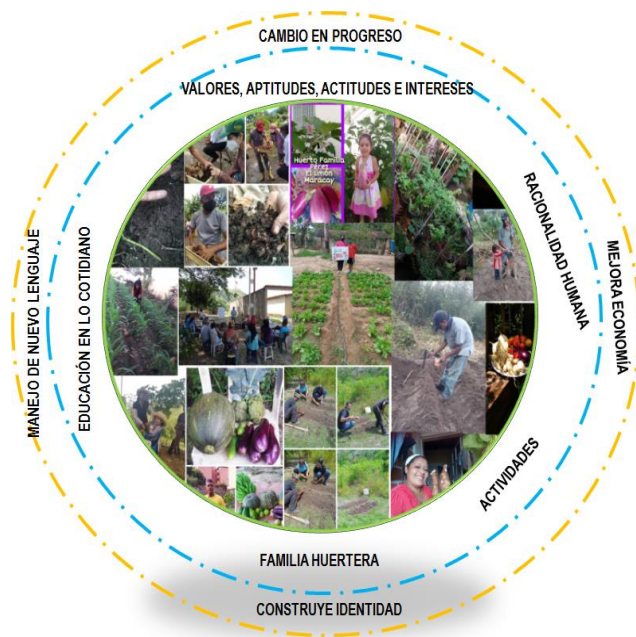 CAMBIO EN PROGRESO
VALORES, APTITUDES, ACTITUDES E INTERESES
Huerto Familia
Pérez
El Limón
Maracay
RACIONALIDAD HUMANA
MEJORA ECONOMÍA
MANEJO DE NUEVO LENGUAJE
EDUCACIÓN EN LO COTIDIANO
ACTIVIDADES
FAMILIA HUERTERA
CONSTRUYE IDENTIDAD